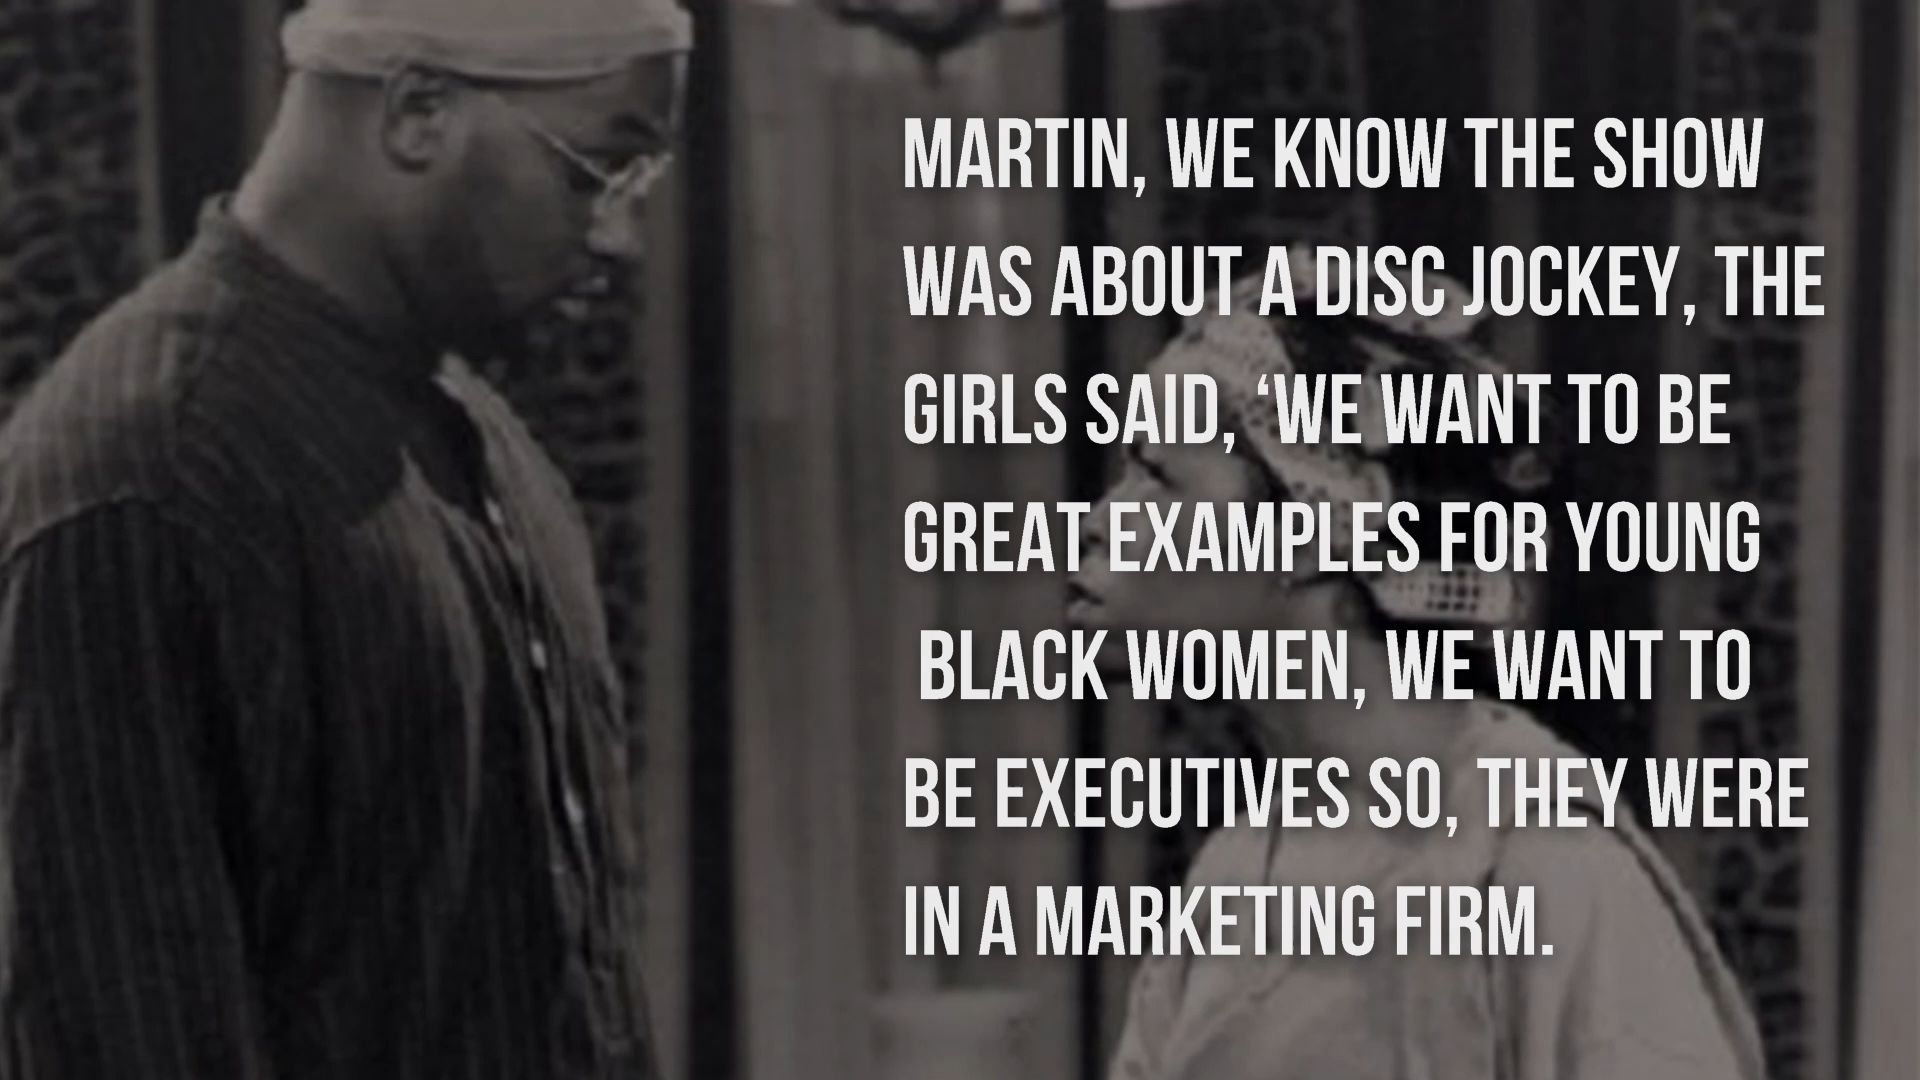 MARTIN, WE KNOW THE SHOW
WAS ABOUT A DISC JOCKEY, THE
GIRLS SAID, ‘WE WANT TO BE
GREAT EXAMPLES FOR YOUNG
BLACK WOMEN, WE WANT TO
BE EXECUTIVES SO, THEY WERE
IN A MARKETING FIRM.